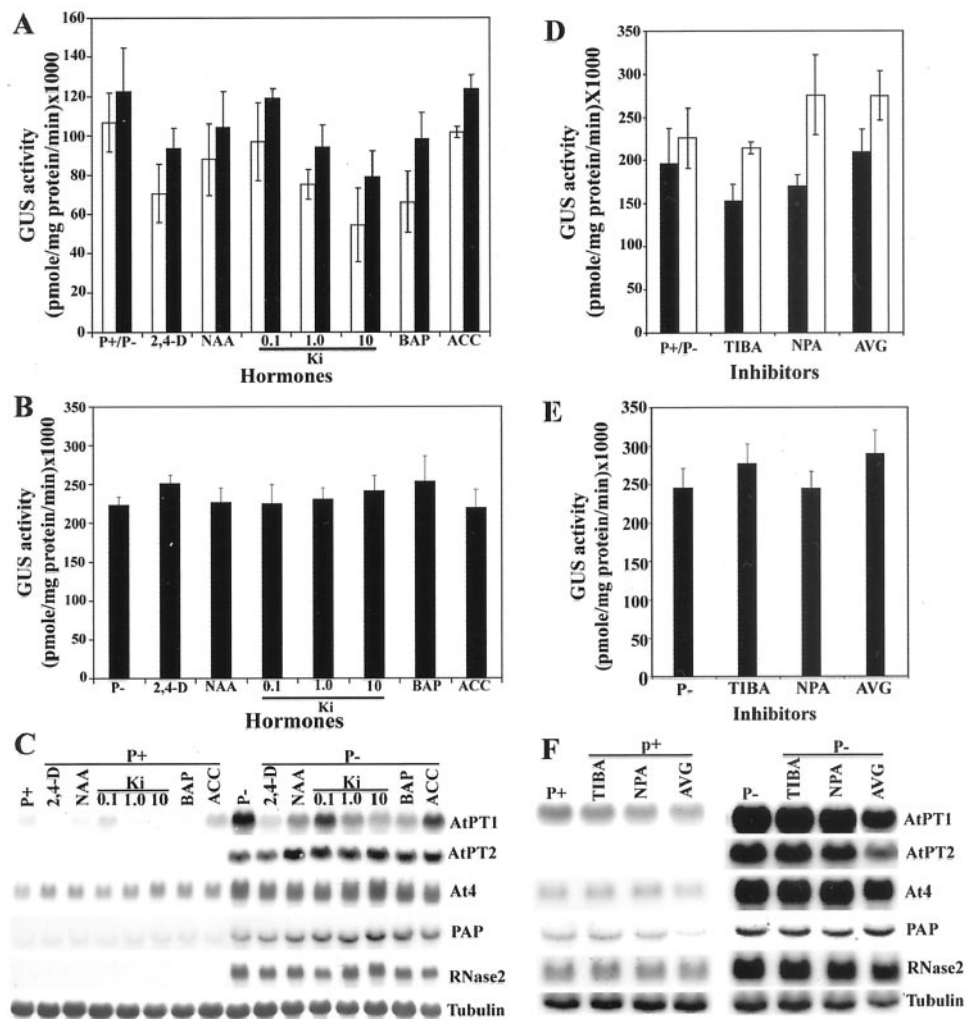 A
GUS activity
(pmole/mg protein/min)x1000
160
140
120
100
80
60
40
20
0
P+/P- 2,4-D NAA 0.1 1.0 10 BAP ACC
Ki
Hormones
B
GUS activity
(pmole/mg protein/min)x1000
350
300
250
200
150
100
50
0
P- 2,4-D NAA 0.1 1.0 10 BAP ACC
Ki
Hormones
C
P+ P-
P+ 2,4-D NAA Ki BAP ACC P- 2,4-D NAA Ki BAP ACC
0.1 1.0 10 0.1 1.0 10
AtPT1
AtPT2
At4
PAP
RNase2
Tubulin
D
GUS activity
(pmole/mg protein/min)X1000
350
300
250
200
150
100
50
0
P+/P- TIBA NPA AVG
Inhibitors
E
GUS activity
(pmole/mg protein/min)x1000
350
300
250
200
150
100
50
0
P- TIBA NPA AVG
Inhibitors
F
p+ P-
P+ TIBA NPA AVG P- TIBA NPA AVG
AtPT1
AtPT2
At4
PAP
RNase2
Tubulin